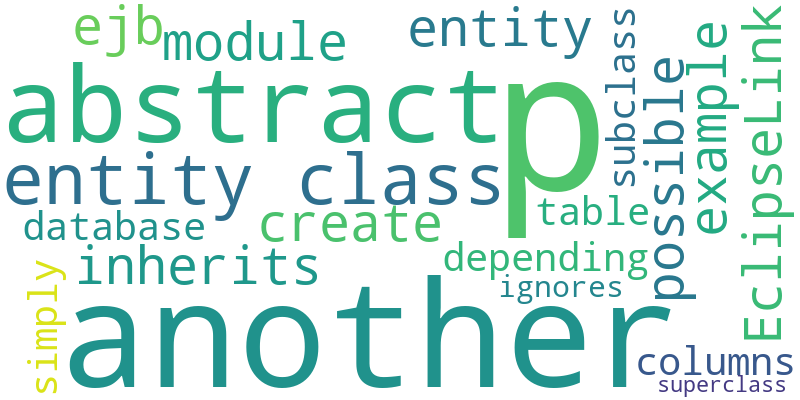 ejb
module
entity
abstract
p
entity class
subclass
possible
example
EclipseLink
database
create
table
inherits
depending
ignores
simply
another
columns
superclass